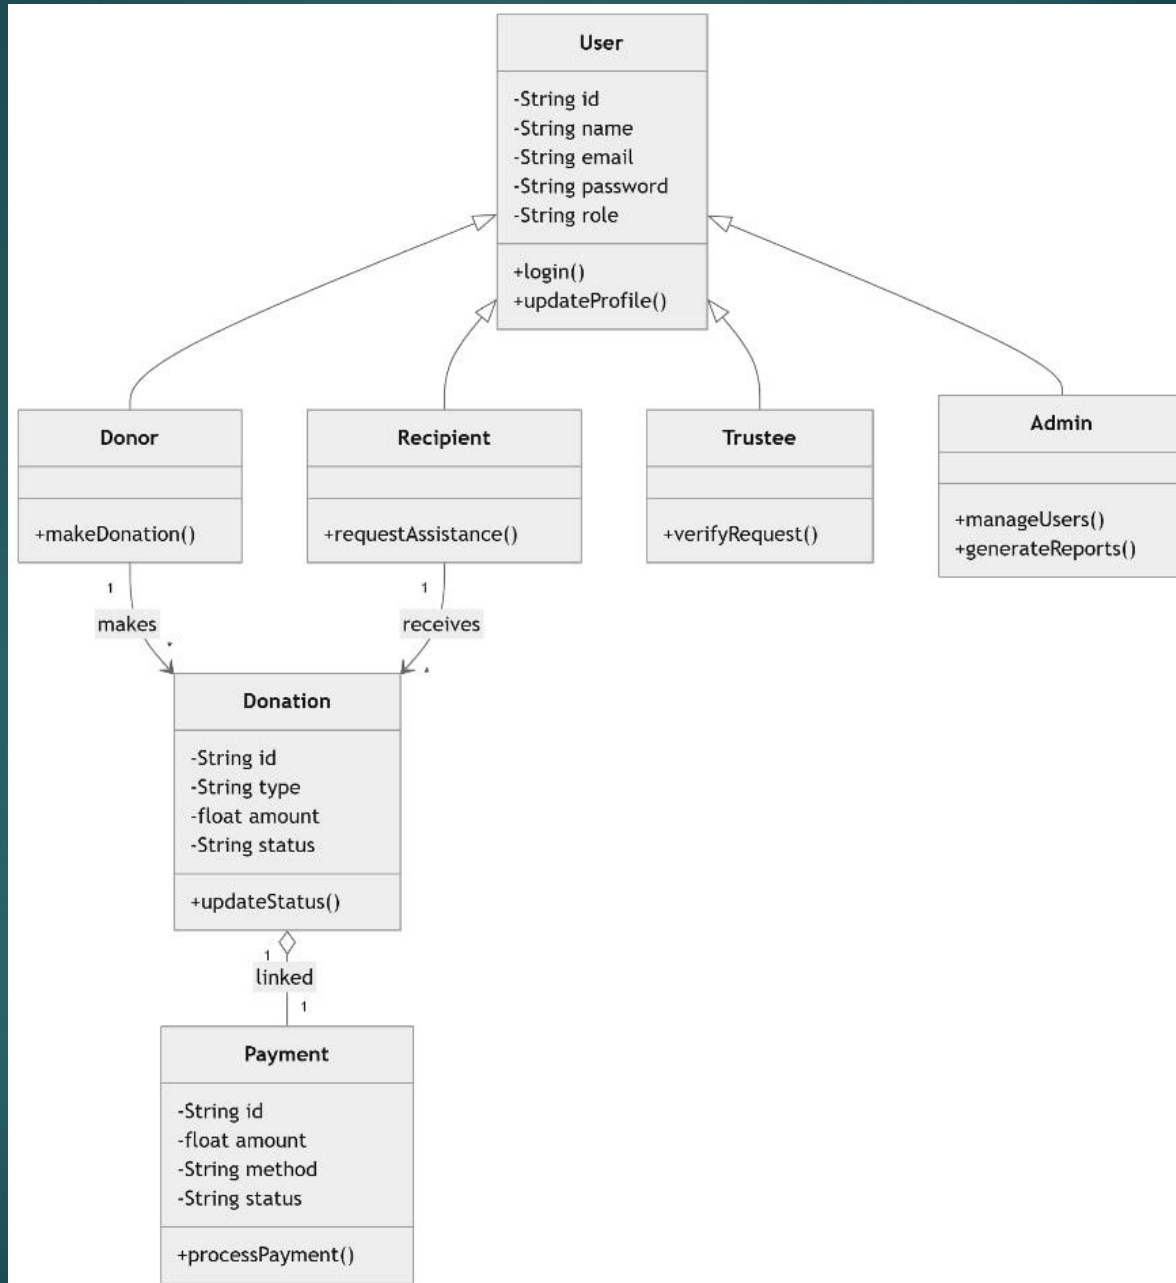 User
-String id
-String name
-String email
-String password
-String role
+login()
+updateProfile()
Donor
+makeDonation()
Recipient
+requestAssistance()
Trustee
+verifyRequest()
Admin
+manageUsers()
+generateReports()
1
makes
*
1
receives
*
Donation
-String id
-String type
-float amount
-String status
+updateStatus()
1
linked
1
Payment
-String id
-float amount
-String method
-String status
+processPayment()